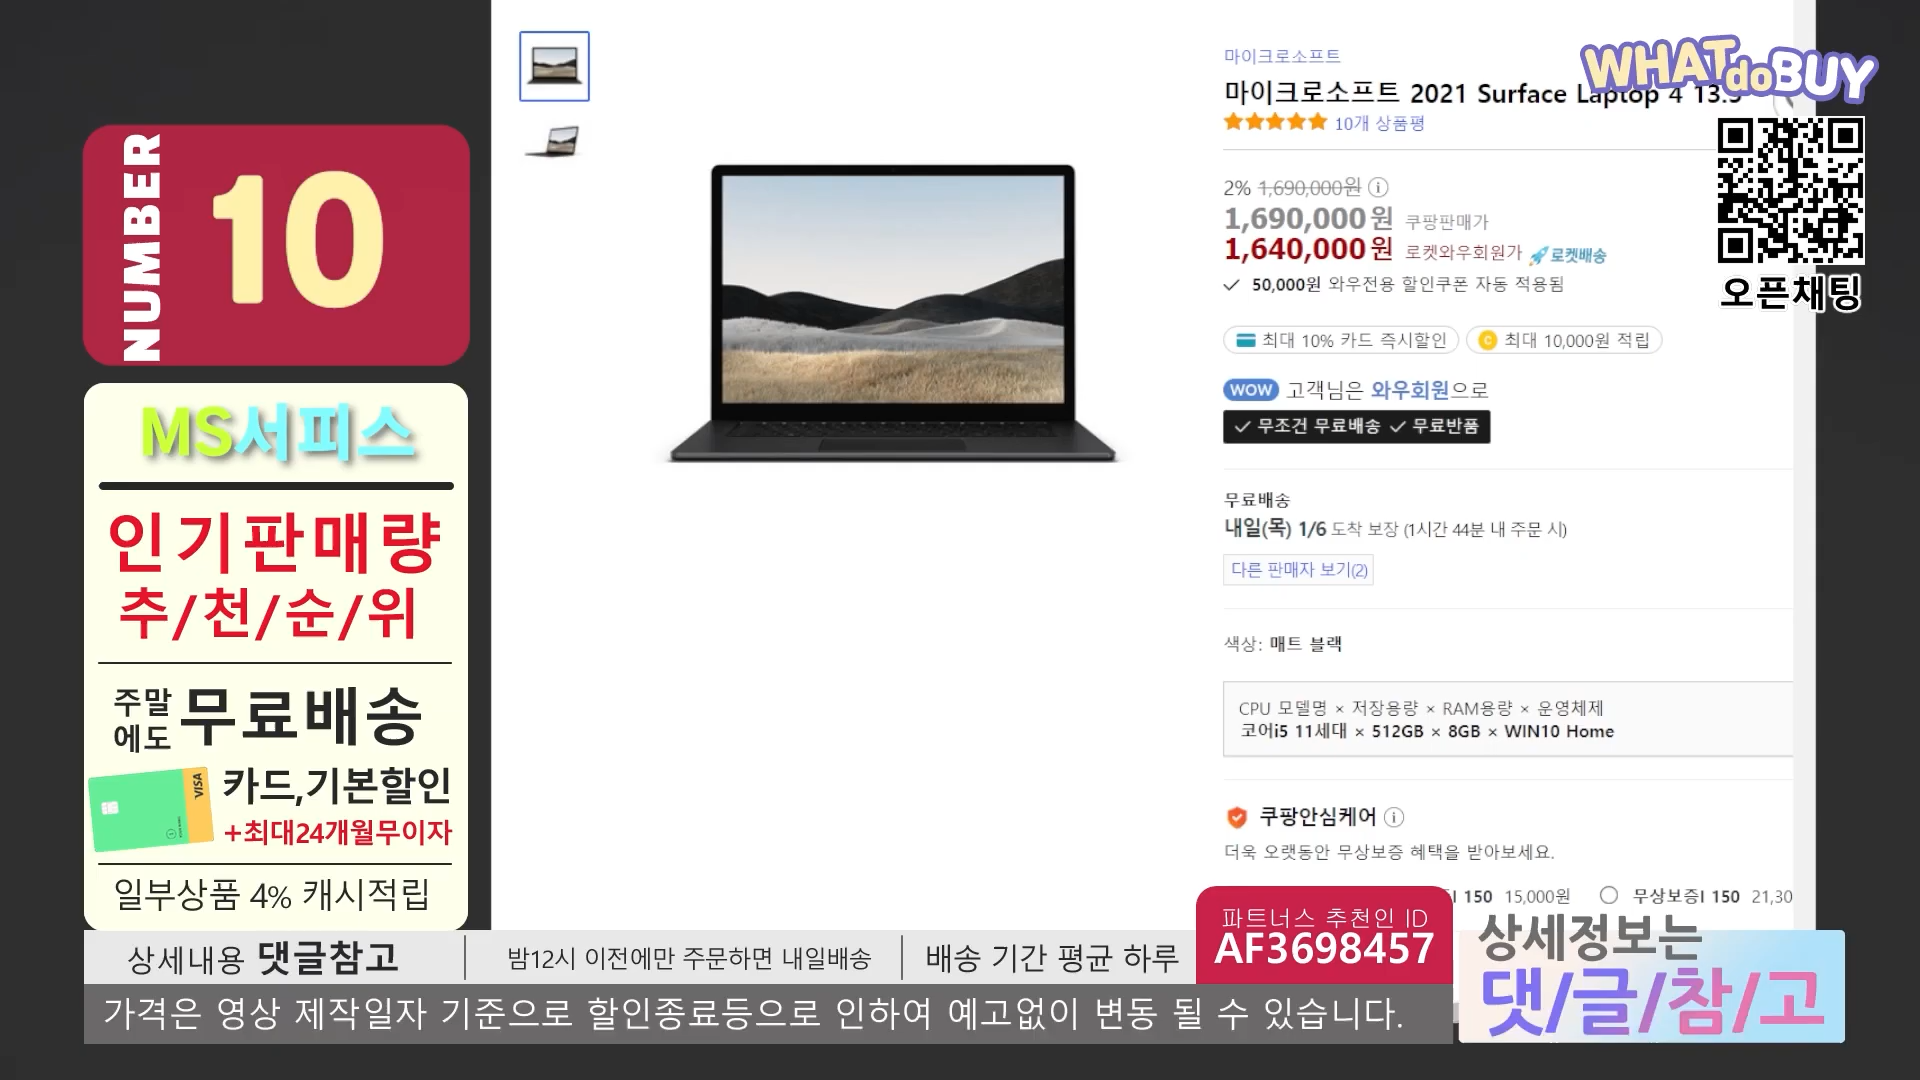 NUMBER 10
MS서피스
인기판매량
추/천/순/위
주말에도 무료배송
VISA
카드,기본할인
+최대24개월무이자
일부상품 4% 캐시적립
마이크로소프트
마이크로소프트 2021 Surface Laptop 4 13.5
10개 상품평
2% 1,690,000원
1,690,000원 쿠팡판매가
1,640,000원 로켓와우회원가 로켓배송
50,000원 와우전용 할인쿠폰 자동 적용됨
최대 10% 카드 즉시할인 최대 10,000원 적립
WOW 고객님은 와우회원으로
✓ 무조건 무료배송 ✓ 무료반품
무료배송
내일(목) 1/6 도착 보장 (1시간 44분 내 주문 시)
다른 판매자 보기(2)
색상: 매트 블랙
CPU 모델명 × 저장용량 × RAM용량 × 운영체제
코어i5 11세대 × 512GB × 8GB × WIN10 Home
쿠팡안심케어
더욱 오랫동안 무상보증 혜택을 받아보세요.
150 15,000원 무상보증I 150 21,30
WHAT do BUY
오픈채팅
상세내용 댓글참고
밤12시 이전에만 주문하면 내일배송
배송 기간 평균 하루
파트너스 추천인 ID
AF3698457
상세정보는
댓/글/참/고
가격은 영상 제작일자 기준으로 할인종료등으로 인하여 예고없이 변동 될 수 있습니다.